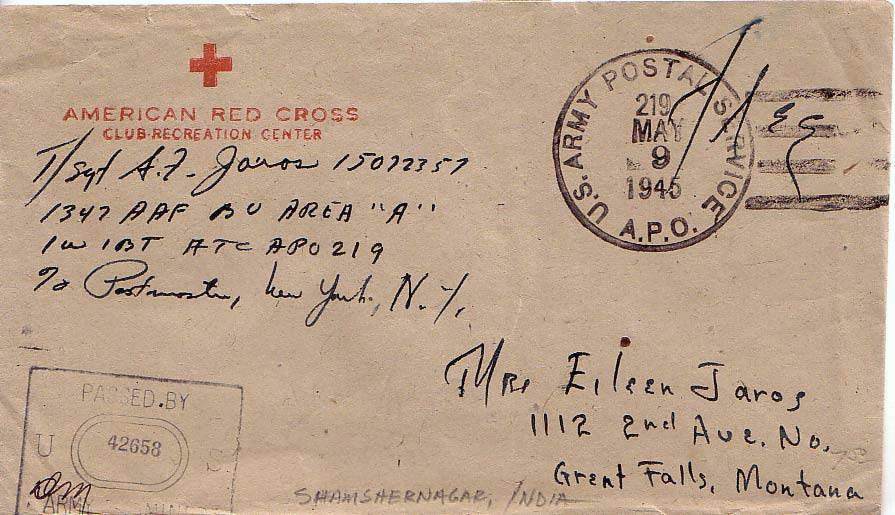 AMERICAN RED CROSS
CLUB-RECREATION CENTER
T/Sgt A.F. Jaros 15072357
1347 AAF BU AREA "A"
IBT ATC APO 219
% Postmaster, New York, N.Y.
U.S. ARMY POSTAL SERVICE
219
MAY
9
1945
A.P.O.
Mrs Eileen Jaros
1112 2nd Ave. No.
Great Falls, Montana
PASSED BY
U S
42658
ARMY
SHAMSHERNAGAR, INDIA